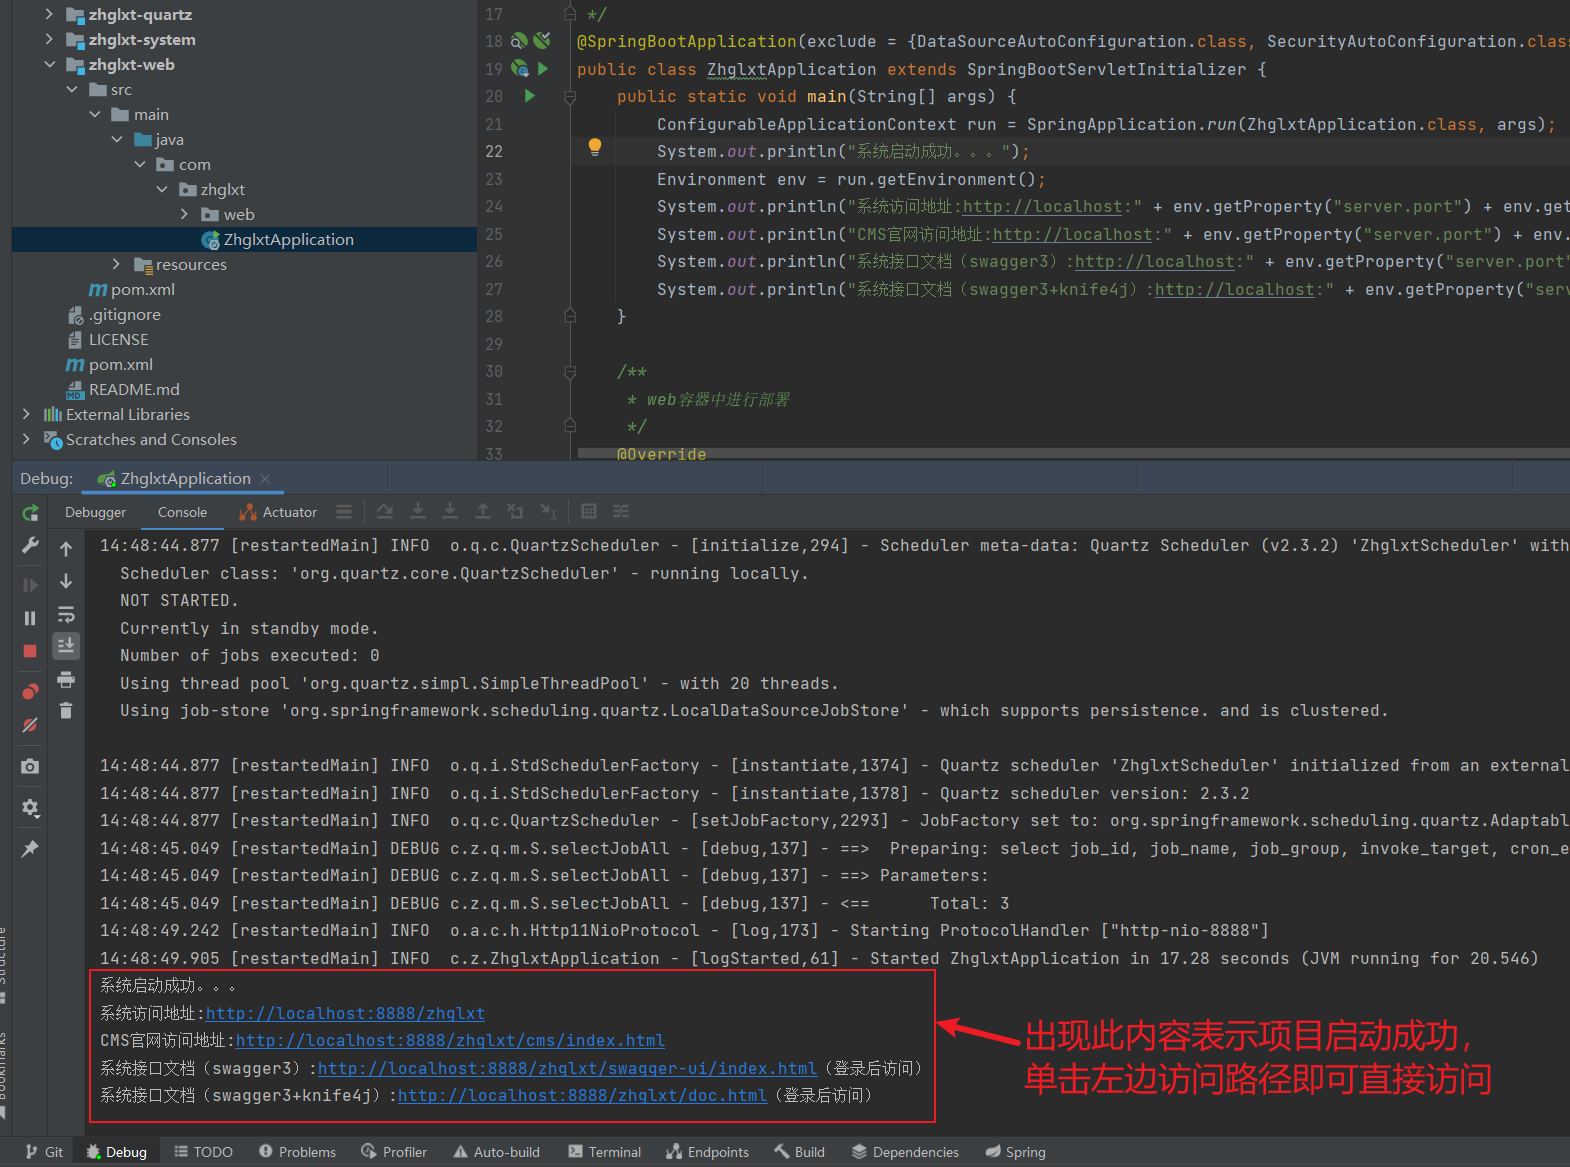 zhglxt-quartz
zhglxt-system
zhglxt-web
src
main
java
com
zhglxt
web
ZhglxtApplication
resources
pom.xml
.gitignore
LICENSE
pom.xml
README.md
External Libraries
Scratches and Consoles
17 */
18 @SpringBootApplication(exclude = {DataSourceAutoConfiguration.class, SecurityAutoConfiguration.clas
19 public class ZhglxtApplication extends SpringBootServletInitializer {
20 public static void main(String[] args) {
21 ConfigurableApplicationContext run = SpringApplication.run(ZhglxtApplication.class, args);
22 System.out.println("系统启动成功。。。");
23 Environment env = run.getEnvironment();
24 System.out.println("系统访问地址:http://localhost:" + env.getProperty("server.port") + env.get
25 System.out.println("CMS官网访问地址:http://localhost:" + env.getProperty("server.port") + env.
26 System.out.println("系统接口文档（swagger3）:http://localhost:" + env.getProperty("server.port"
27 System.out.println("系统接口文档（swagger3+knife4j）:http://localhost:" + env.getProperty("serv
28 }
29
30 /**
31 * web容器中进行部署
32 */
33 @Override
Debug: ZhglxtApplication
Debugger Console Actuator
14:48:44.877 [restartedMain] INFO  o.q.c.QuartzScheduler - [initialize,294] - Scheduler meta-data: Quartz Scheduler (v2.3.2) 'ZhglxtScheduler' with
Scheduler class: 'org.quartz.core.QuartzScheduler' - running locally.
NOT STARTED.
Currently in standby mode.
Number of jobs executed: 0
Using thread pool 'org.quartz.simpl.SimpleThreadPool' - with 20 threads.
Using job-store 'org.springframework.scheduling.quartz.LocalDataSourceJobStore' - which supports persistence. and is clustered.
14:48:44.877 [restartedMain] INFO  o.q.i.StdSchedulerFactory - [instantiate,1374] - Quartz scheduler 'ZhglxtScheduler' initialized from an external
14:48:44.877 [restartedMain] INFO  o.q.i.StdSchedulerFactory - [instantiate,1378] - Quartz scheduler version: 2.3.2
14:48:44.877 [restartedMain] INFO  o.q.c.QuartzScheduler - [setJobFactory,2293] - JobFactory set to: org.springframework.scheduling.quartz.Adaptabl
14:48:45.049 [restartedMain] DEBUG c.z.q.m.S.selectJobAll - [debug,137] - ==>  Preparing: select job_id, job_name, job_group, invoke_target, cron_e
14:48:45.049 [restartedMain] DEBUG c.z.q.m.S.selectJobAll - [debug,137] - ==> Parameters:
14:48:45.049 [restartedMain] DEBUG c.z.q.m.S.selectJobAll - [debug,137] - <==      Total: 3
14:48:49.242 [restartedMain] INFO  o.a.c.h.Http11NioProtocol - [log,173] - Starting ProtocolHandler ["http-nio-8888"]
14:48:49.905 [restartedMain] INFO  c.z.ZhglxtApplication - [logStarted,61] - Started ZhglxtApplication in 17.28 seconds (JVM running for 20.546)
系统启动成功。。。
系统访问地址:http://localhost:8888/zhglxt
CMS官网访问地址:http://localhost:8888/zhglxt/cms/index.html
系统接口文档（swagger3）:http://localhost:8888/zhglxt/swagger-ui/index.html（登录后访问）
系统接口文档（swagger3+knife4j）:http://localhost:8888/zhglxt/doc.html（登录后访问）
出现此内容表示项目启动成功，
单击左边访问路径即可直接访问
Structure
Bookmarks
Git Debug TODO Problems Profiler Auto-build Terminal Endpoints Build Dependencies Spring